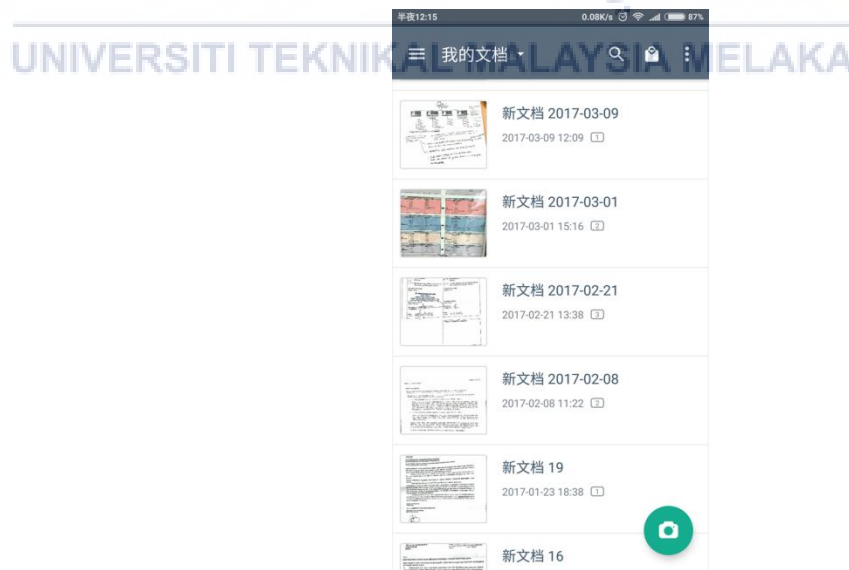 半夜12:15 0.08K/s 87%
UNIVERSITI TEKNIKAL MALAYSIA MELAKA
我的文档
新文档 2017-03-09
2017-03-09 12:09 1
新文档 2017-03-01
2017-03-01 15:16 2
新文档 2017-02-21
2017-02-21 13:38 3
新文档 2017-02-08
2017-02-08 11:22 2
新文档 19
2017-01-23 18:38 1
新文档 16